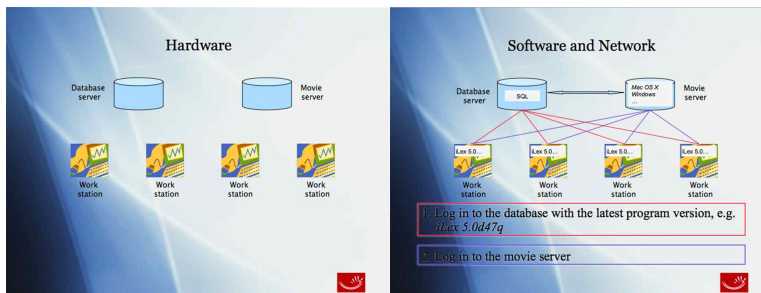 Hardware
Database
server
Movie
server
Work
station
Work
station
Work
station
Work
station
Software and Network
Database
server
SQL
Mac OS X
Windows
...
Movie
server
iLex 5.0...
iLex 5.0...
iLex 5.0...
iLex 5.0...
Work
station
Work
station
Work
station
Work
station
1. Log in to the database with the latest program version, e.g.
iLex 5.0d47q
2. Log in to the movie server